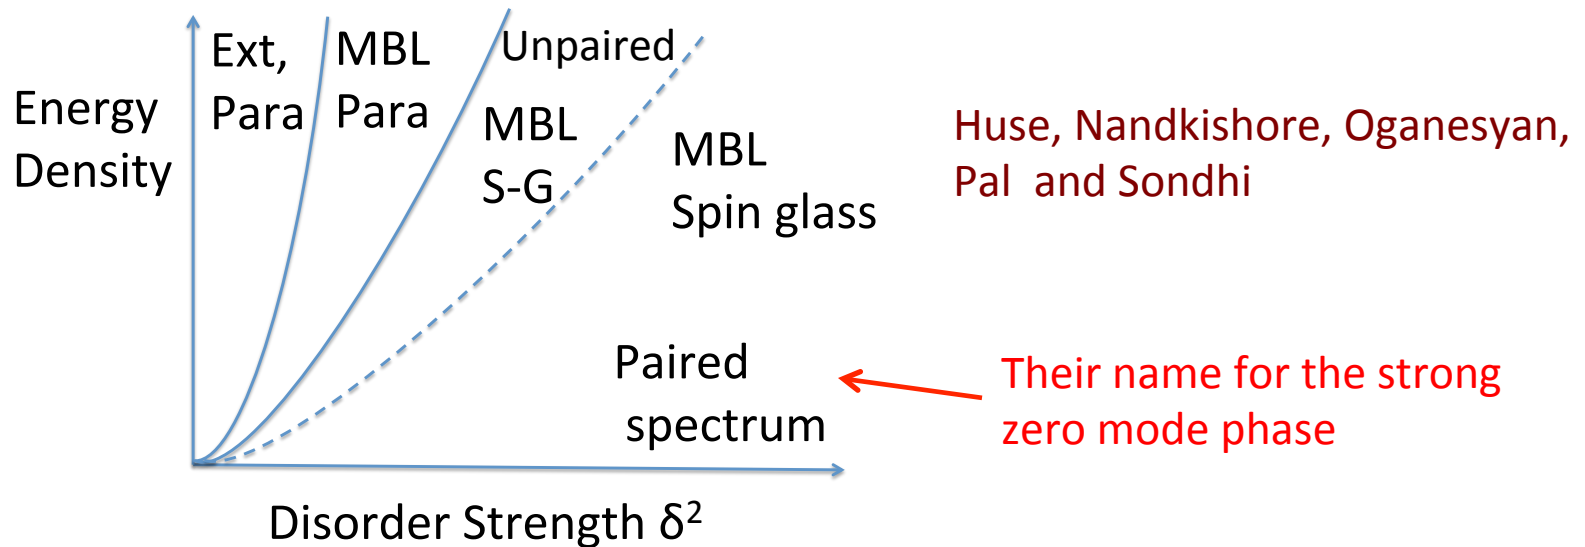 Energy
Density
Ext,
Para
MBL
Para
Unpaired
MBL
S-G
MBL
Spin glass
Paired
spectrum
Disorder Strength δ²
Huse, Nandkishore, Oganesyan,
Pal and Sondhi
Their name for the strong
zero mode phase